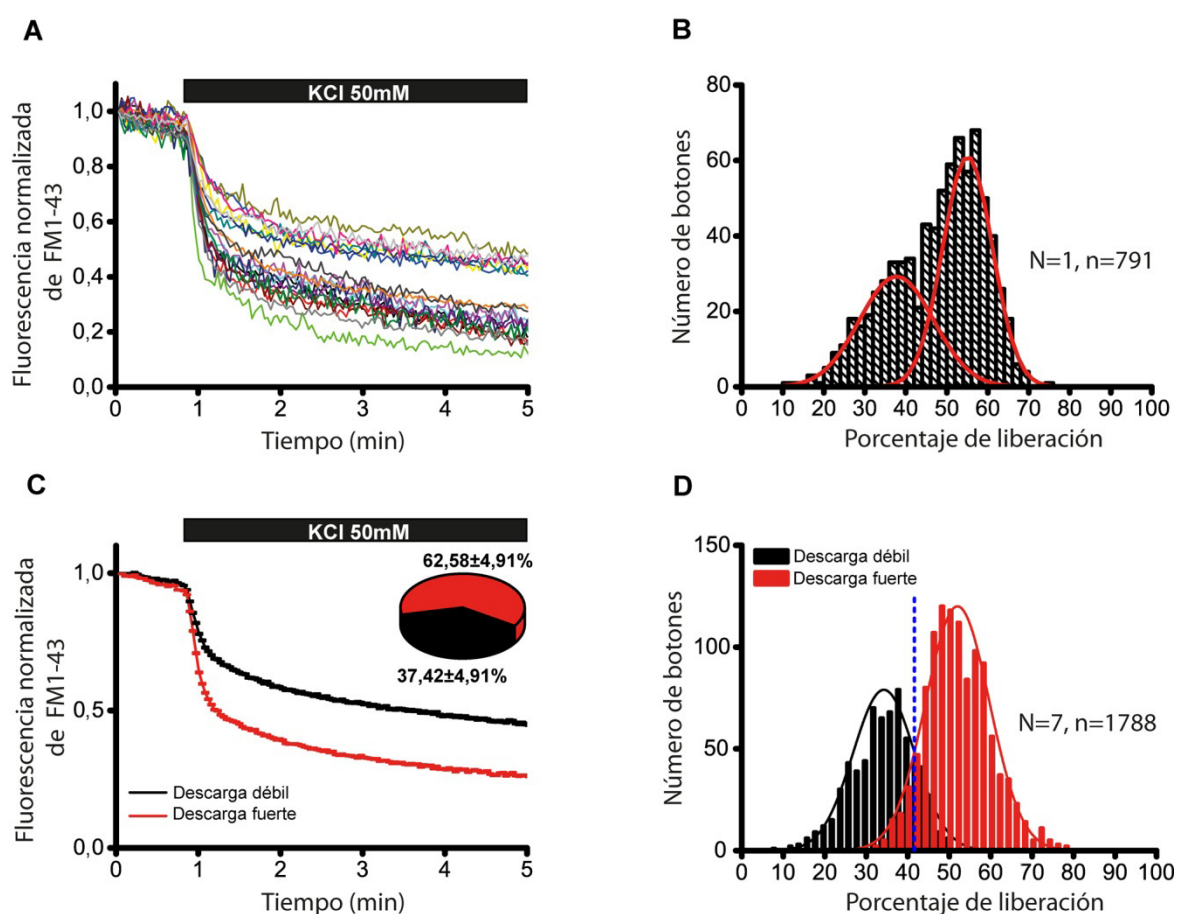 A
KCl 50mM
Fluorescencia normalizada
de FM1-43
1,0
0,8
0,6
0,4
0,2
0,0
0 1 2 3 4 5
Tiempo (min)
B
Número de botones
80
60
40
20
0
N=1, n=791
0 10 20 30 40 50 60 70 80 90 100
Porcentaje de liberación
C
KCl 50mM
Fluorescencia normalizada
de FM1-43
1,0
0,5
0,0
62,58±4,91%
37,42±4,91%
Descarga débil
Descarga fuerte
0 1 2 3 4 5
Tiempo (min)
D
Número de botones
150
100
50
0
Descarga débil
Descarga fuerte
N=7, n=1788
0 10 20 30 40 50 60 70 80 90 100
Porcentaje de liberación